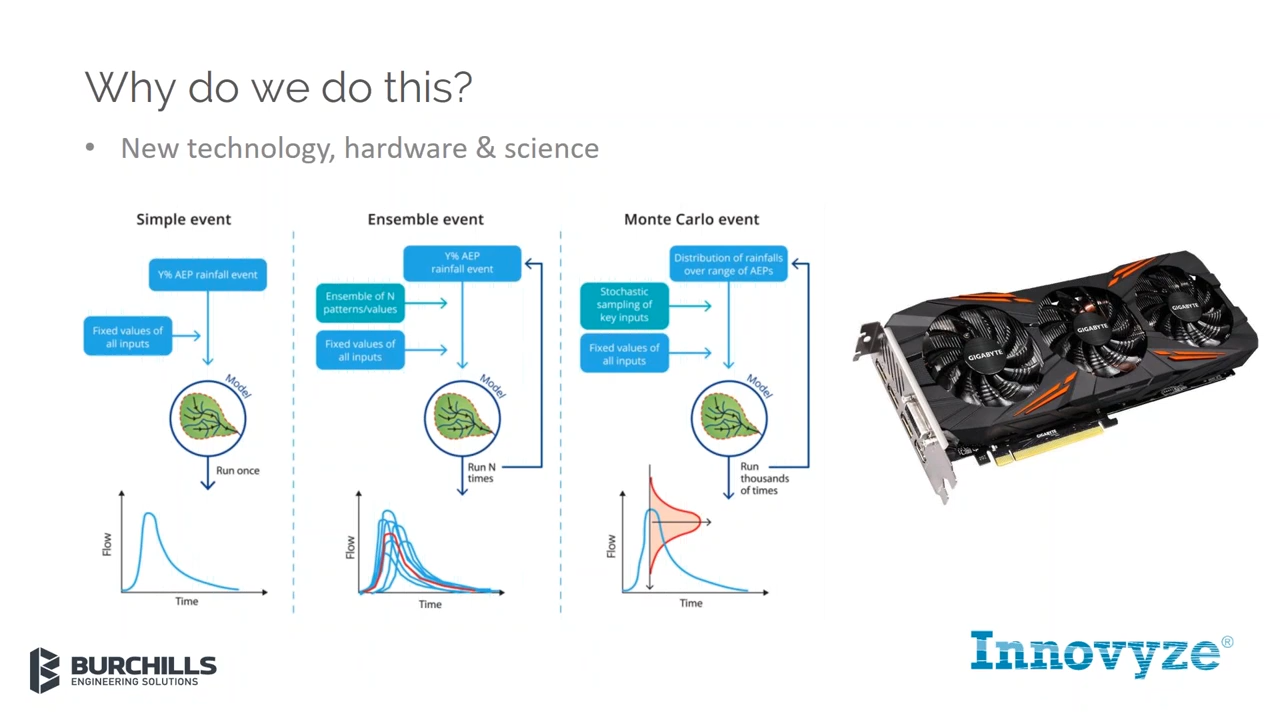 Why do we do this?
• New technology, hardware & science
Simple event
Y% AEP rainfall event
Fixed values of
all inputs
Model
Run once
Flow
Time
Ensemble event
Y% AEP
rainfall event
Ensemble of N
patterns/values
Fixed values of
all inputs
Model
Run N
times
Flow
Time
Monte Carlo event
Distribution of rainfalls
over range of AEPs
Stochastic
sampling of
key inputs
Fixed values of
all inputs
Model
Run
thousands
of times
Flow
Time
GIGABYTE
GIGABYTE
GIGABYTE
GIGABYTE
BURCHILLS
ENGINEERING SOLUTIONS
Innovyze®